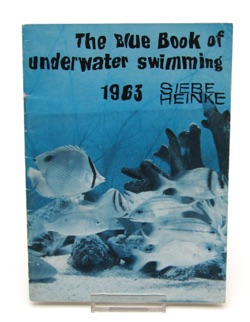 The Blue Book of
underwater swimming
1963 SIEBE
HEINKE